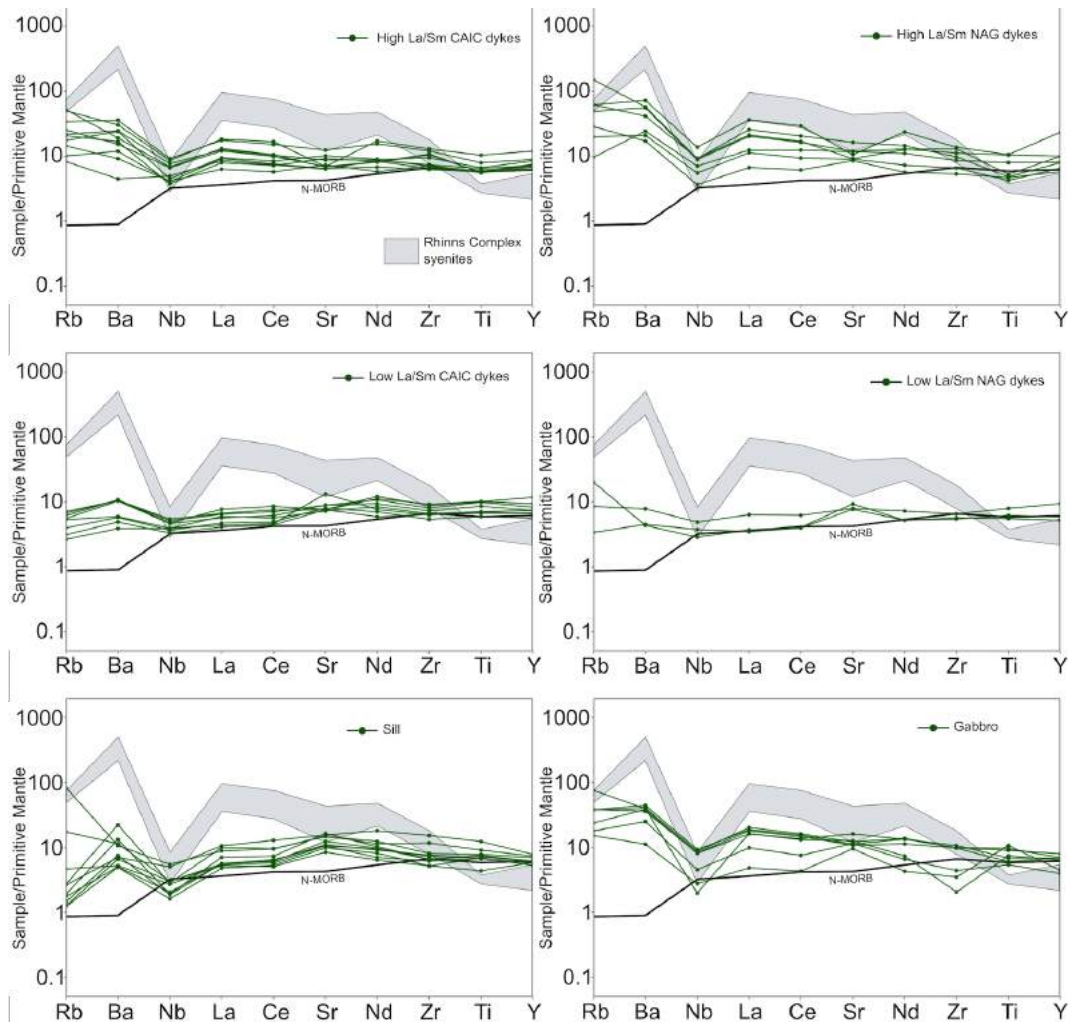 1000
100
10
1
0.1
Sample/Primitive Mantle
High La/Sm CAIC dykes
N-MORB
Rhinns Complex
syenites
Rb Ba Nb La Ce Sr Nd Zr Ti Y
1000
100
10
1
0.1
Sample/Primitive Mantle
High La/Sm NAG dykes
N-MORB
Rb Ba Nb La Ce Sr Nd Zr Ti Y
1000
100
10
1
0.1
Sample/Primitive Mantle
Low La/Sm CAIC dykes
N-MORB
Rb Ba Nb La Ce Sr Nd Zr Ti Y
1000
100
10
1
0.1
Sample/Primitive Mantle
Low La/Sm NAG dykes
N-MORB
Rb Ba Nb La Ce Sr Nd Zr Ti Y
1000
100
10
1
0.1
Sample/Primitive Mantle
Sill
N-MORB
Rb Ba Nb La Ce Sr Nd Zr Ti Y
1000
100
10
1
0.1
Sample/Primitive Mantle
Gabbro
N-MORB
Rb Ba Nb La Ce Sr Nd Zr Ti Y